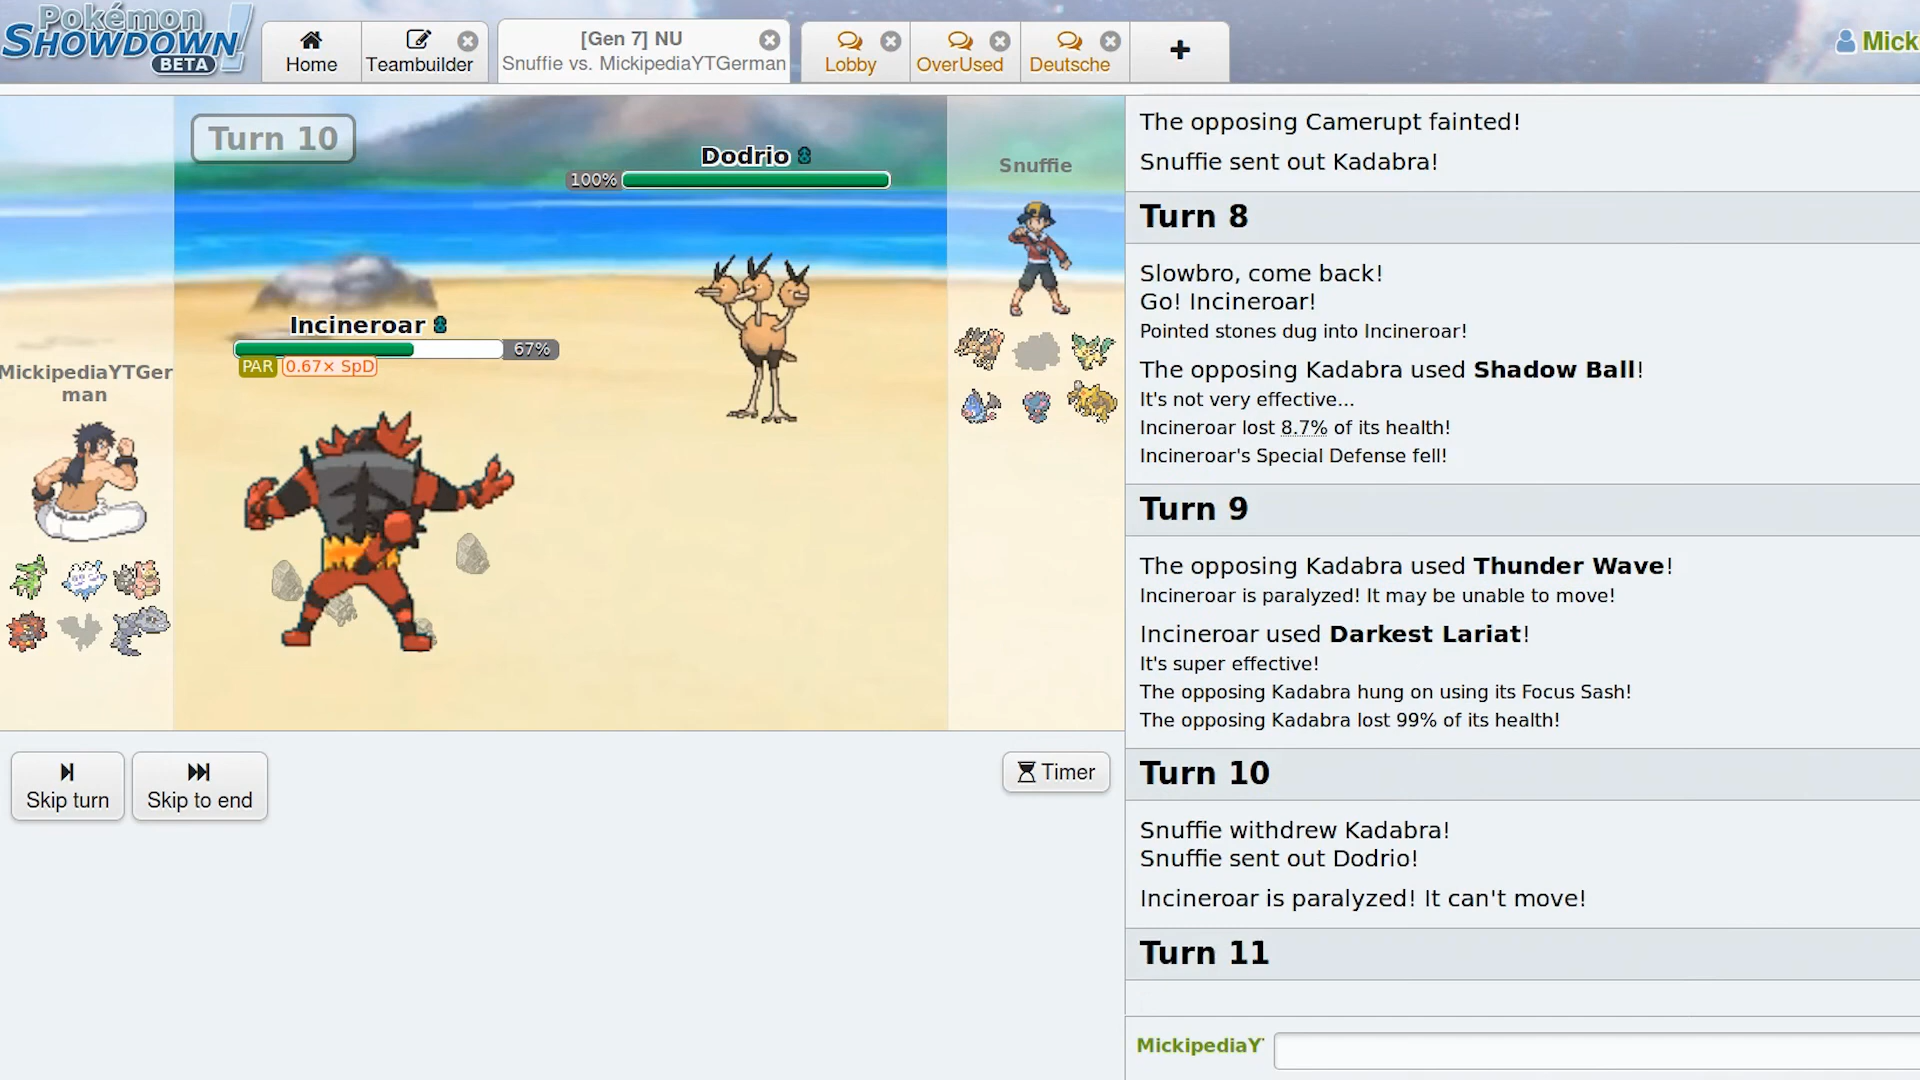 Pokémon
SHOWDOWN!
BETA
Home
Teambuilder
[Gen 7] NU
Snuffie vs. MickipediaYTGerman
Lobby
OverUsed
Deutsche
+
Mick
Turn 10
Dodrio
100%
Incineroar
67%
PAR 0.67× SpD
MickipediaYTGer
man
Snuffie
Skip turn
Skip to end
Timer
The opposing Camerupt fainted!
Snuffie sent out Kadabra!
Turn 8
Slowbro, come back!
Go! Incineroar!
Pointed stones dug into Incineroar!
The opposing Kadabra used Shadow Ball!
It's not very effective...
Incineroar lost 8.7% of its health!
Incineroar's Special Defense fell!
Turn 9
The opposing Kadabra used Thunder Wave!
Incineroar is paralyzed! It may be unable to move!
Incineroar used Darkest Lariat!
It's super effective!
The opposing Kadabra hung on using its Focus Sash!
The opposing Kadabra lost 99% of its health!
Turn 10
Snuffie withdrew Kadabra!
Snuffie sent out Dodrio!
Incineroar is paralyzed! It can't move!
Turn 11
MickipediaY